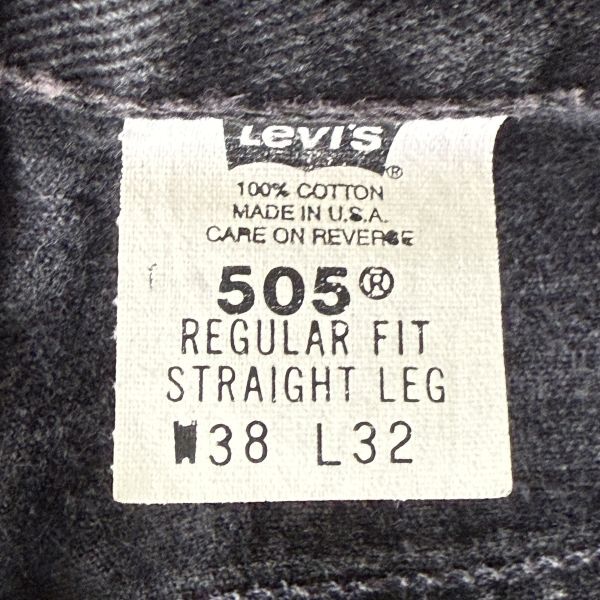 Levi's ®
100% COTTON
MADE IN U.S.A.
CARE ON REVERSE
505®
REGULAR FIT
STRAIGHT LEG
W38 L32